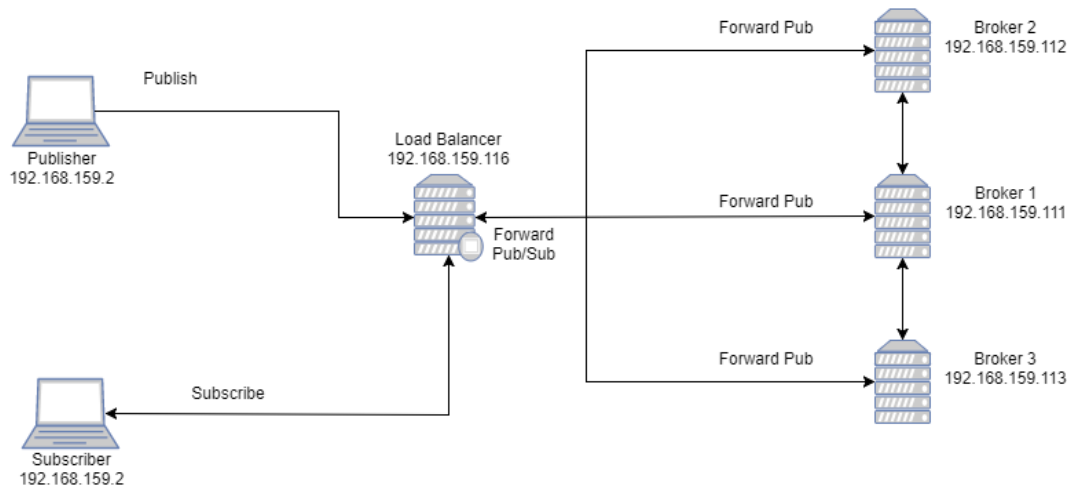 Forward Pub
Broker 2
192.168.159.112
Publish
Publisher
192.168.159.2
Load Balancer
192.168.159.116
Forward Pub
Broker 1
192.168.159.111
Forward
Pub/Sub
Forward Pub
Broker 3
192.168.159.113
Subscribe
Subscriber
192.168.159.2